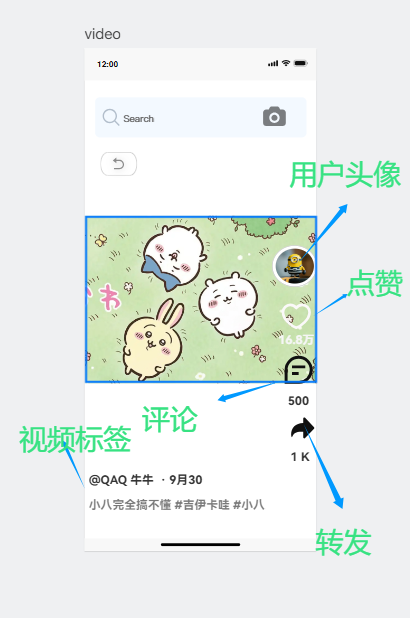 video
12:00
Search
用户头像
点赞
わ
16.8万
500
评论
视频标签
1 K
@QAQ 牛牛 · 9月30
小八完全搞不懂 #吉伊卡哇 #小八
转发